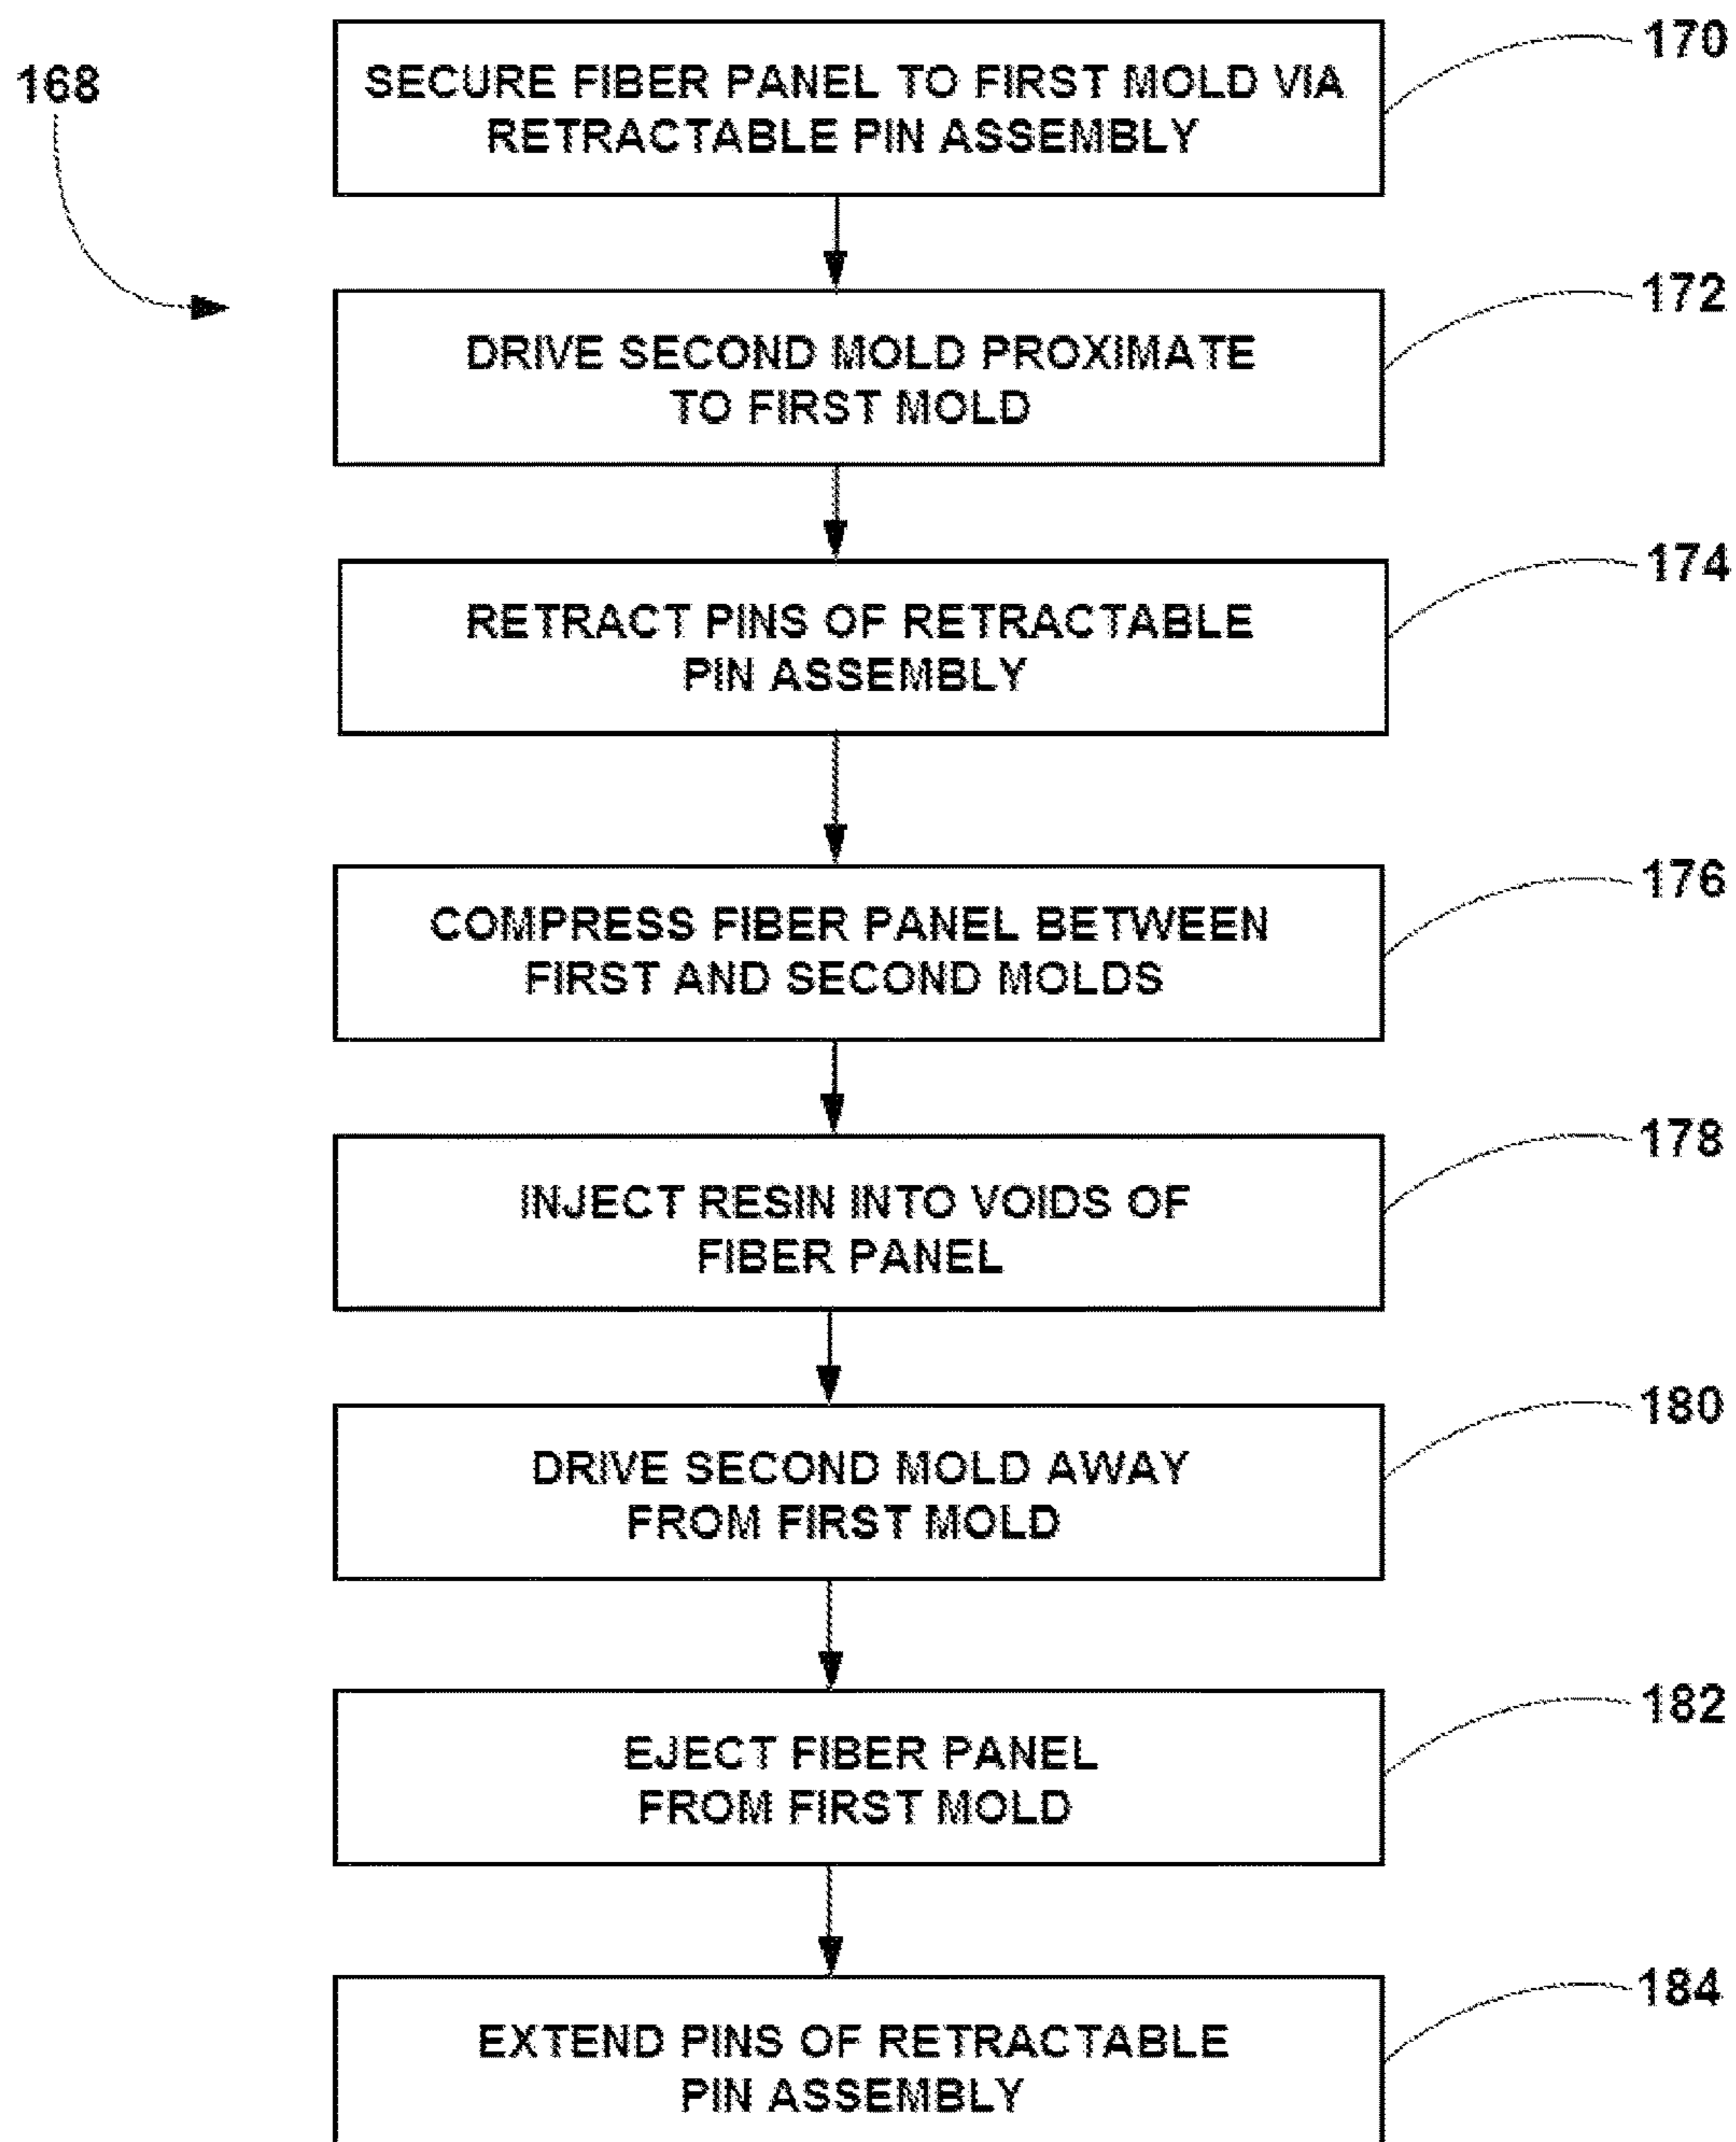 168
170
SECURE FIBER PANEL TO FIRST MOLD VIA
RETRACTABLE PIN ASSEMBLY
172
DRIVE SECOND MOLD PROXIMATE
TO FIRST MOLD
174
RETRACT PINS OF RETRACTABLE
PIN ASSEMBLY
176
COMPRESS FIBER PANEL BETWEEN
FIRST AND SECOND MOLDS
178
INJECT RESIN INTO VOIDS OF
FIBER PANEL
180
DRIVE SECOND MOLD AWAY
FROM FIRST MOLD
182
EJECT FIBER PANEL
FROM FIRST MOLD
184
EXTEND PINS OF RETRACTABLE
PIN ASSEMBLY